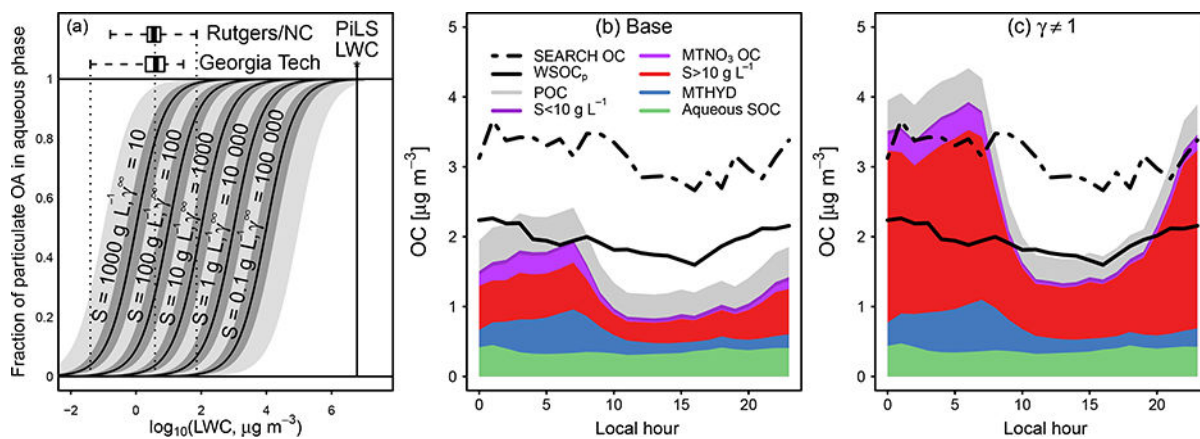 (a)
Rutgers/NC
Georgia Tech
PiLS
LWC
Fraction of particulate OA in aqueous phase
1
0.8
0.6
0.4
0.2
0
S = 1000 g L⁻¹, γ∞ = 10
S = 100 g L⁻¹, γ∞ = 100
S = 10 g L⁻¹, γ∞ = 1000
S = 1 g L⁻¹, γ∞ = 10 000
S = 0.1 g L⁻¹, γ∞ = 100 000
−2 0 2 4 6
log₁₀(LWC, μg m⁻³)
(b) Base
SEARCH OC
WSOCₚ
POC
S<10 g L⁻¹
MTNO₃ OC
S>10 g L⁻¹
MTHYD
Aqueous SOC
OC [μg m⁻³]
5
4
3
2
1
0
0 5 10 15 20
Local hour
(c) γ ≠ 1
OC [μg m⁻³]
5
4
3
2
1
0
0 5 10 15 20
Local hour